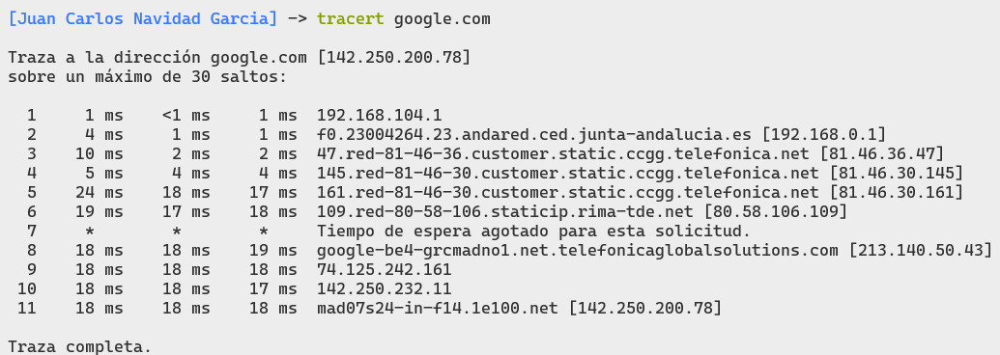 [Juan Carlos Navidad Garcia] -> tracert google.com
Traza a la dirección google.com [142.250.200.78]
sobre un máximo de 30 saltos:
1 1 ms <1 ms 1 ms 192.168.104.1
2 4 ms 1 ms 1 ms f0.23004264.23.andared.ced.junta-andalucia.es [192.168.0.1]
3 10 ms 2 ms 2 ms 47.red-81-46-36.customer.static.ccgg.telefonica.net [81.46.36.47]
4 5 ms 4 ms 4 ms 145.red-81-46-30.customer.static.ccgg.telefonica.net [81.46.30.145]
5 24 ms 18 ms 17 ms 161.red-81-46-30.customer.static.ccgg.telefonica.net [81.46.30.161]
6 19 ms 17 ms 18 ms 109.red-80-58-106.staticip.rima-tde.net [80.58.106.109]
7 * * * Tiempo de espera agotado para esta solicitud.
8 18 ms 18 ms 19 ms google-be4-grcmadno1.net.telefonicaglobalsolutions.com [213.140.50.43]
9 18 ms 18 ms 18 ms 74.125.242.161
10 18 ms 18 ms 17 ms 142.250.232.11
11 18 ms 18 ms 18 ms mad07s24-in-f14.1e100.net [142.250.200.78]
Traza completa.